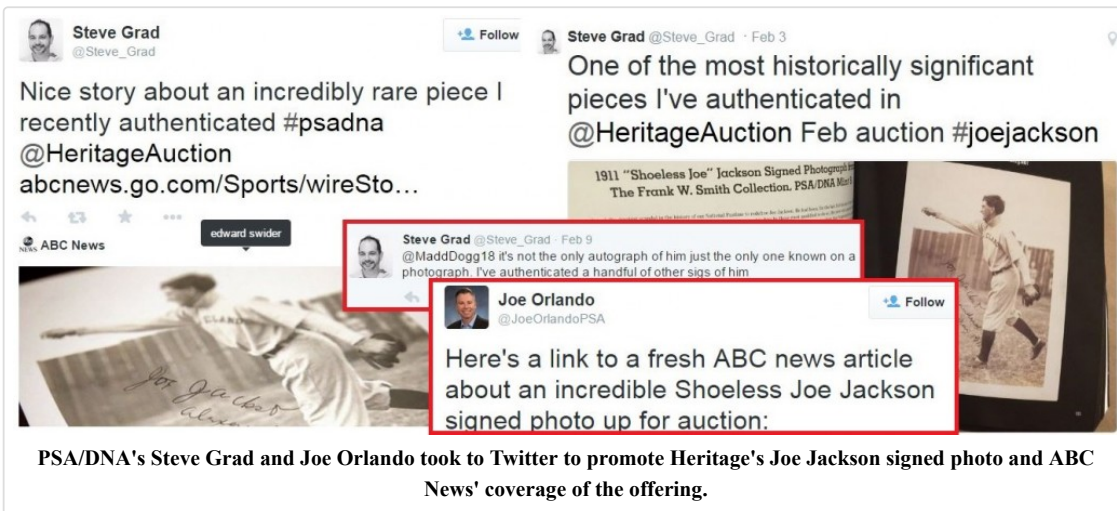 Steve Grad
@Steve_Grad
Follow
Nice story about an incredibly rare piece I
recently authenticated #psadna
@HeritageAuction
abcnews.go.com/Sports/wireSto…
edward swider
NEWS ABC News
CLEVELAND
Joe Jackson
Steve Grad @Steve_Grad · Feb 3
One of the most historically significant
pieces I've authenticated in
@HeritageAuction Feb auction #joejackson
1911 "Shoeless Joe" Jackson Signed Photograph
The Frank W. Smith Collection. PSA/DNA Mint
Steve Grad @Steve_Grad · Feb 9
@MaddDogg18 it's not the only autograph of him just the only one known on a
photograph. I've authenticated a handful of other sigs of him
Joe Orlando
@JoeOrlandoPSA
Follow
Here's a link to a fresh ABC news article
about an incredible Shoeless Joe Jackson
signed photo up for auction:
PSA/DNA's Steve Grad and Joe Orlando took to Twitter to promote Heritage's Joe Jackson signed photo and ABC
News' coverage of the offering.